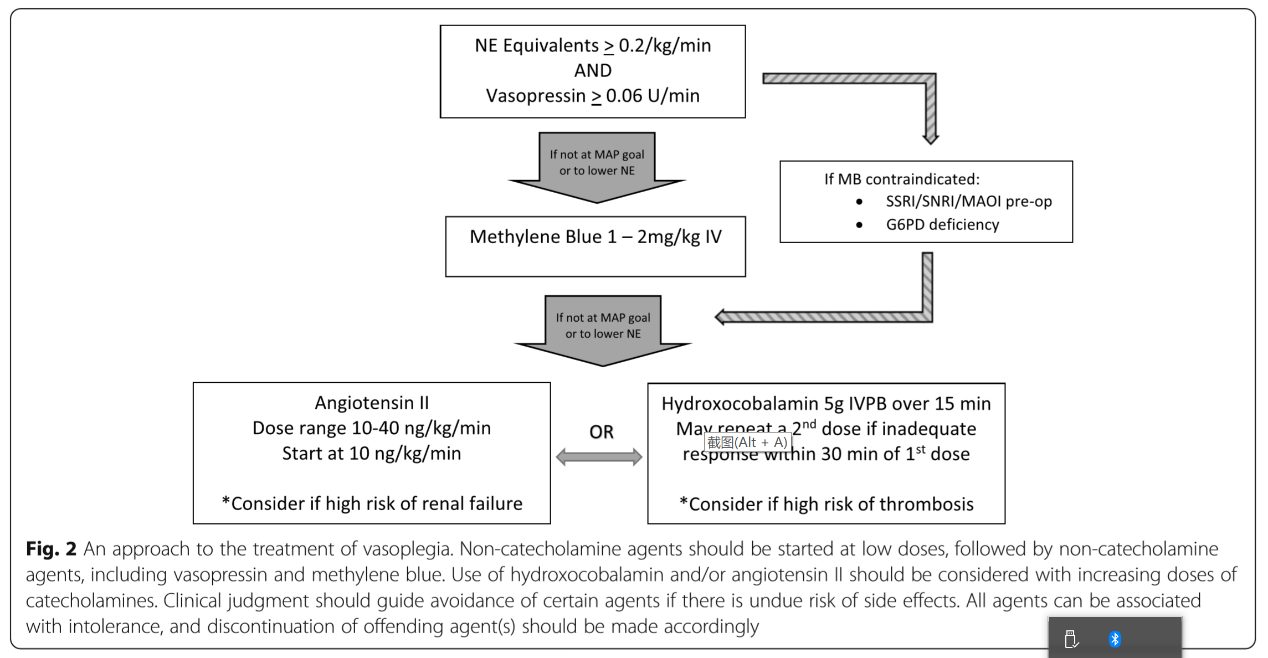 NE Equivalents ≥ 0.2/kg/min
AND
Vasopressin ≥ 0.06 U/min
If not at MAP goal
or to lower NE
If MB contraindicated:
• SSRI/SNRI/MAOI pre-op
• G6PD deficiency
Methylene Blue 1 – 2mg/kg IV
If not at MAP goal
or to lower NE
Angiotensin II
Dose range 10-40 ng/kg/min
Start at 10 ng/kg/min
*Consider if high risk of renal failure
OR
Hydroxocobalamin 5g IVPB over 15 min
May repeat a 2nd dose if inadequate
截图(Alt + A)
response within 30 min of 1st dose
*Consider if high risk of thrombosis
Fig. 2 An approach to the treatment of vasoplegia. Non-catecholamine agents should be started at low doses, followed by non-catecholamine
agents, including vasopressin and methylene blue. Use of hydroxocobalamin and/or angiotensin II should be considered with increasing doses of
catecholamines. Clinical judgment should guide avoidance of certain agents if there is undue risk of side effects. All agents can be associated
with intolerance, and discontinuation of offending agent(s) should be made accordingly